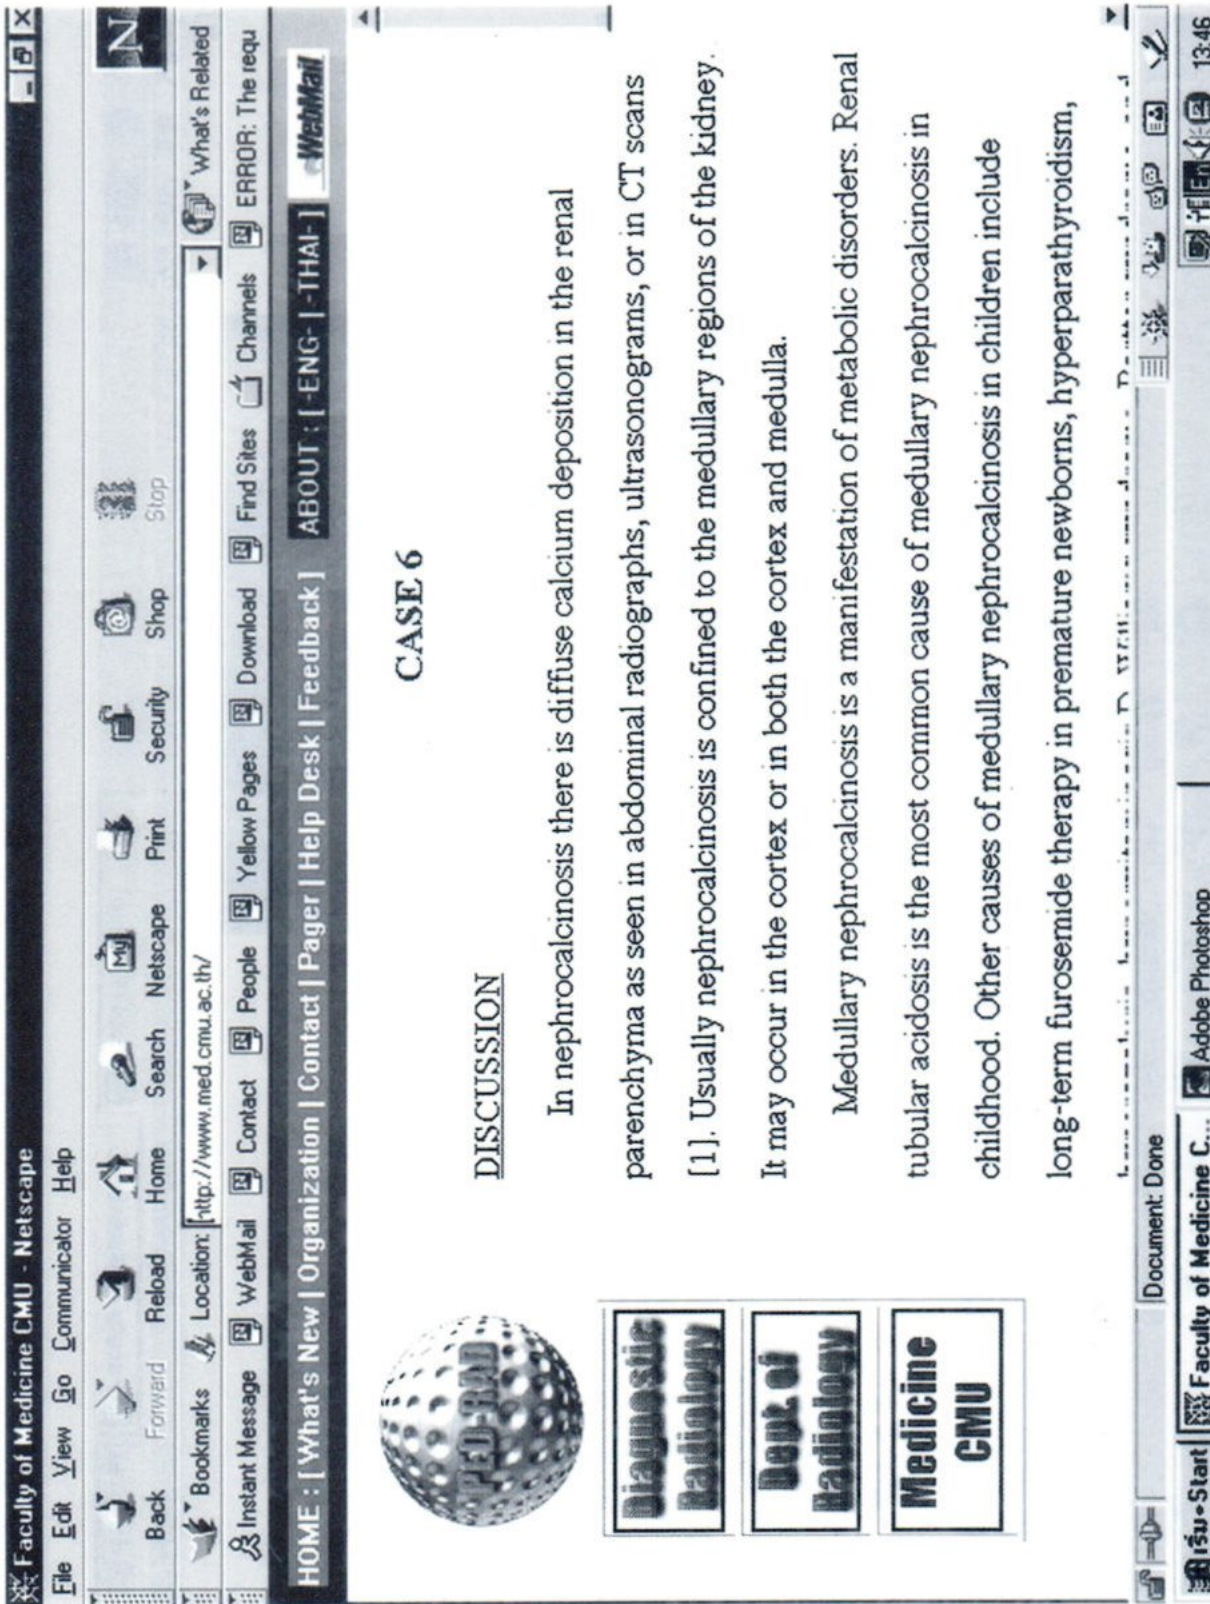 Faculty of Medicine CMU - Netscape
File Edit View Go Communicator Help
Back Forward Reload Home Search Netscape Print Security Shop Stop
My
N
Bookmarks Location: http://www.med.cmu.ac.th/ What's Related
Instant Message WebMail Contact People Yellow Pages Download Find Sites Channels ERROR: The requ
HOME : [ What's New | Organization | Contact | Pager | Help Desk | Feedback ] ABOUT : [ -ENG- | -THAI- ] WebMail
PED-RAD
Diagnostic
Radiology
Dept. of
Radiology
Medicine
CMU
CASE 6
DISCUSSION
In nephrocalcinosis there is diffuse calcium deposition in the renal
parenchyma as seen in abdominal radiographs, ultrasonograms, or in CT scans
[1]. Usually nephrocalcinosis is confined to the medullary regions of the kidney.
It may occur in the cortex or in both the cortex and medulla.
Medullary nephrocalcinosis is a manifestation of metabolic disorders. Renal
tubular acidosis is the most common cause of medullary nephrocalcinosis in
childhood. Other causes of medullary nephrocalcinosis in children include
long-term furosemide therapy in premature newborns, hyperparathyroidism,
Document: Done
เริ่ม•Start Faculty of Medicine C... Adobe Photoshop En 13:46